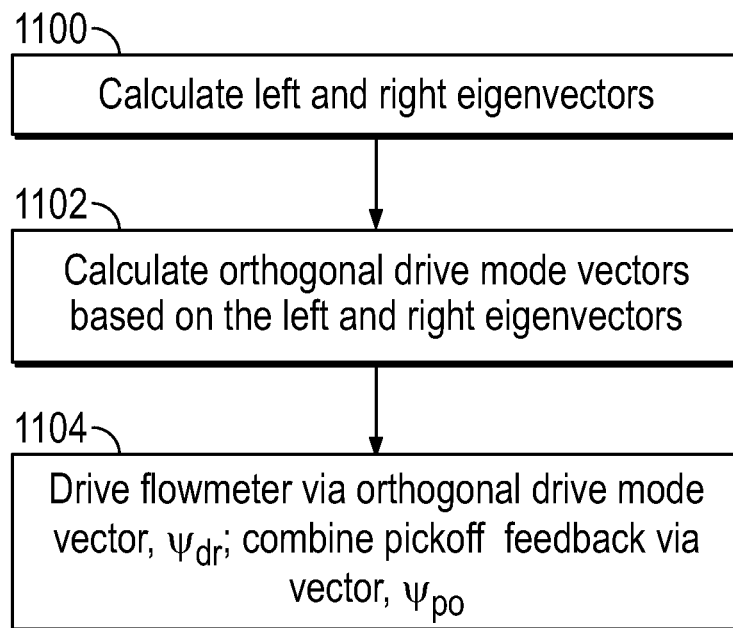 1100
Calculate left and right eigenvectors
1102
Calculate orthogonal drive mode vectors
based on the left and right eigenvectors
1104
Drive flowmeter via orthogonal drive mode
vector, ψdr; combine pickoff feedback via
vector, ψpo